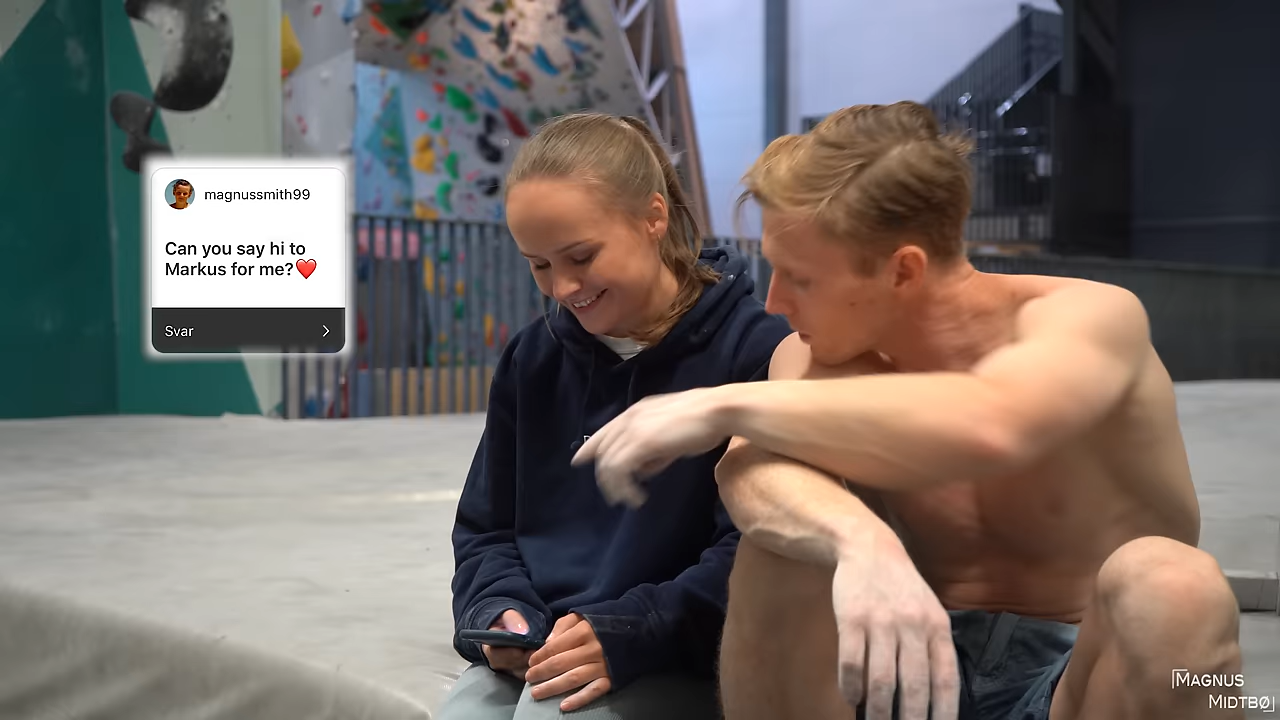 magnussmith99
Can you say hi to
Markus for me?❤️
Svar
MAGNUS
MIDTBØ